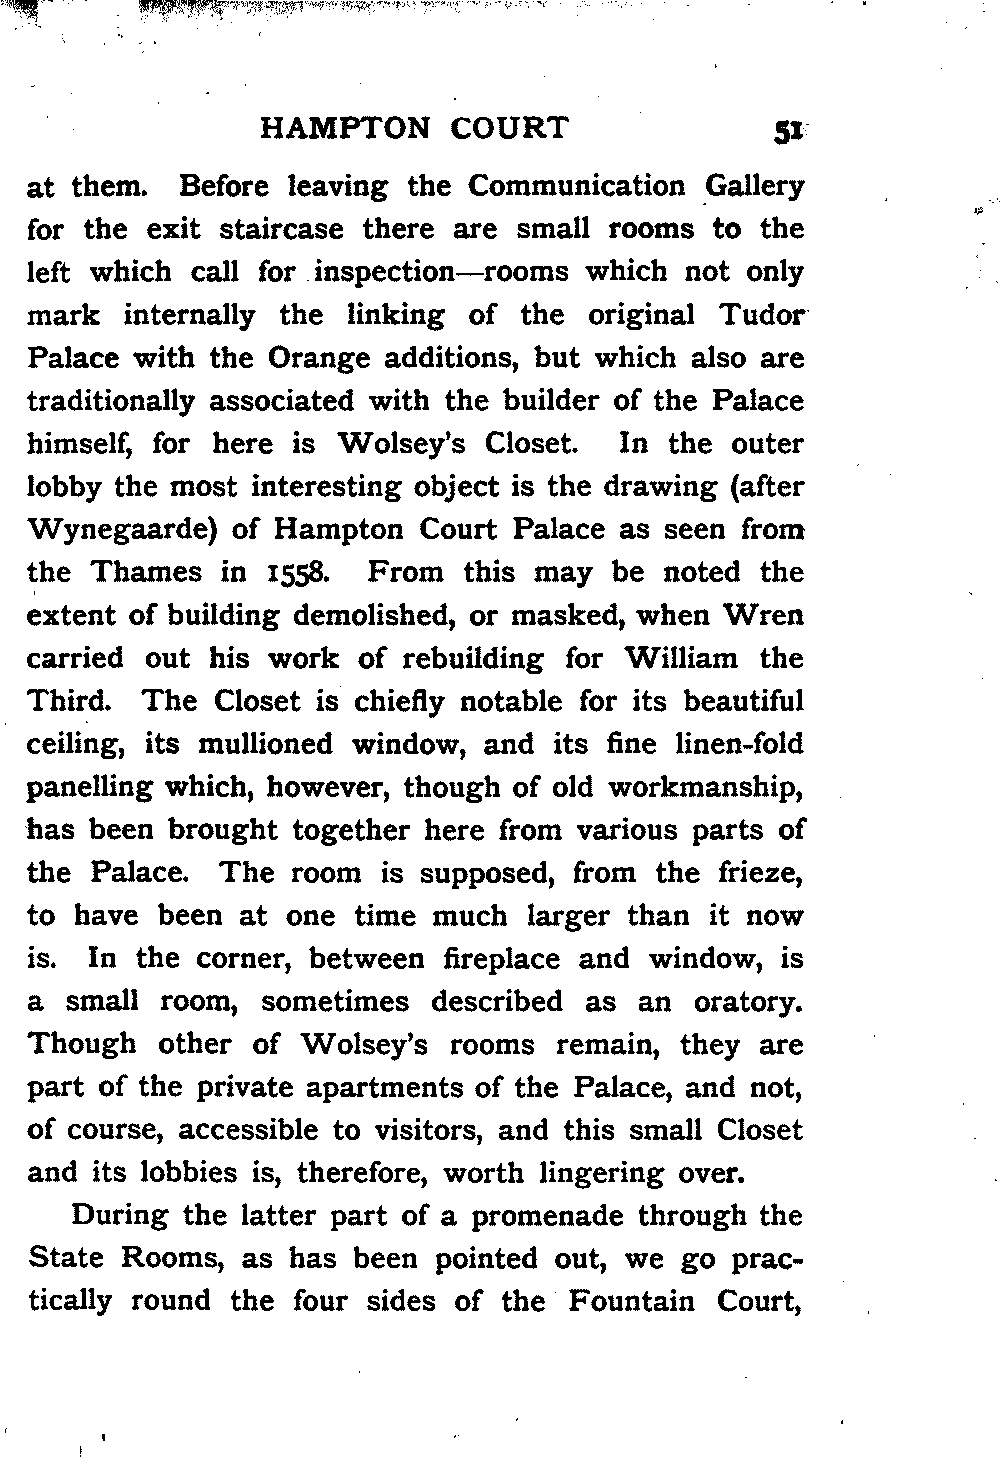 HAMPTON COURT 51
at them. Before leaving the Communication Gallery
for the exit staircase there are small rooms to the
left which call for inspection—rooms which not only
mark internally the linking of the original Tudor
Palace with the Orange additions, but which also are
traditionally associated with the builder of the Palace
himself, for here is Wolsey's Closet. In the outer
lobby the most interesting object is the drawing (after
Wynegaarde) of Hampton Court Palace as seen from
the Thames in 1558. From this may be noted the
extent of building demolished, or masked, when Wren
carried out his work of rebuilding for William the
Third. The Closet is chiefly notable for its beautiful
ceiling, its mullioned window, and its fine linen-fold
panelling which, however, though of old workmanship,
has been brought together here from various parts of
the Palace. The room is supposed, from the frieze,
to have been at one time much larger than it now
is. In the corner, between fireplace and window, is
a small room, sometimes described as an oratory.
Though other of Wolsey's rooms remain, they are
part of the private apartments of the Palace, and not,
of course, accessible to visitors, and this small Closet
and its lobbies is, therefore, worth lingering over.
During the latter part of a promenade through the
State Rooms, as has been pointed out, we go prac-
tically round the four sides of the Fountain Court,